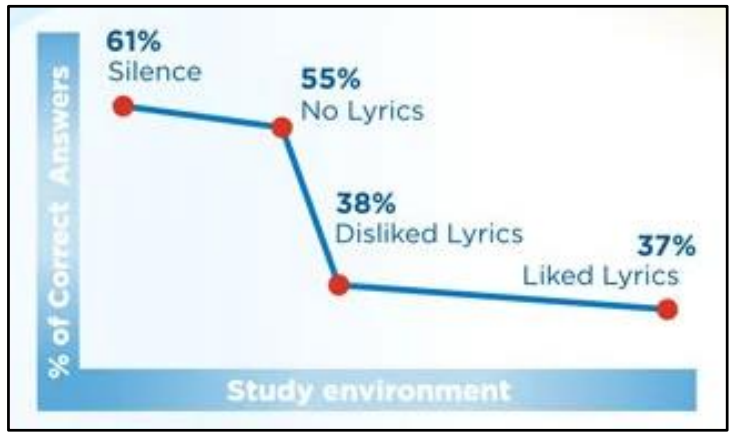 61%
Silence
55%
No Lyrics
38%
Disliked Lyrics
37%
Liked Lyrics
% of Correct Answers
Study environment